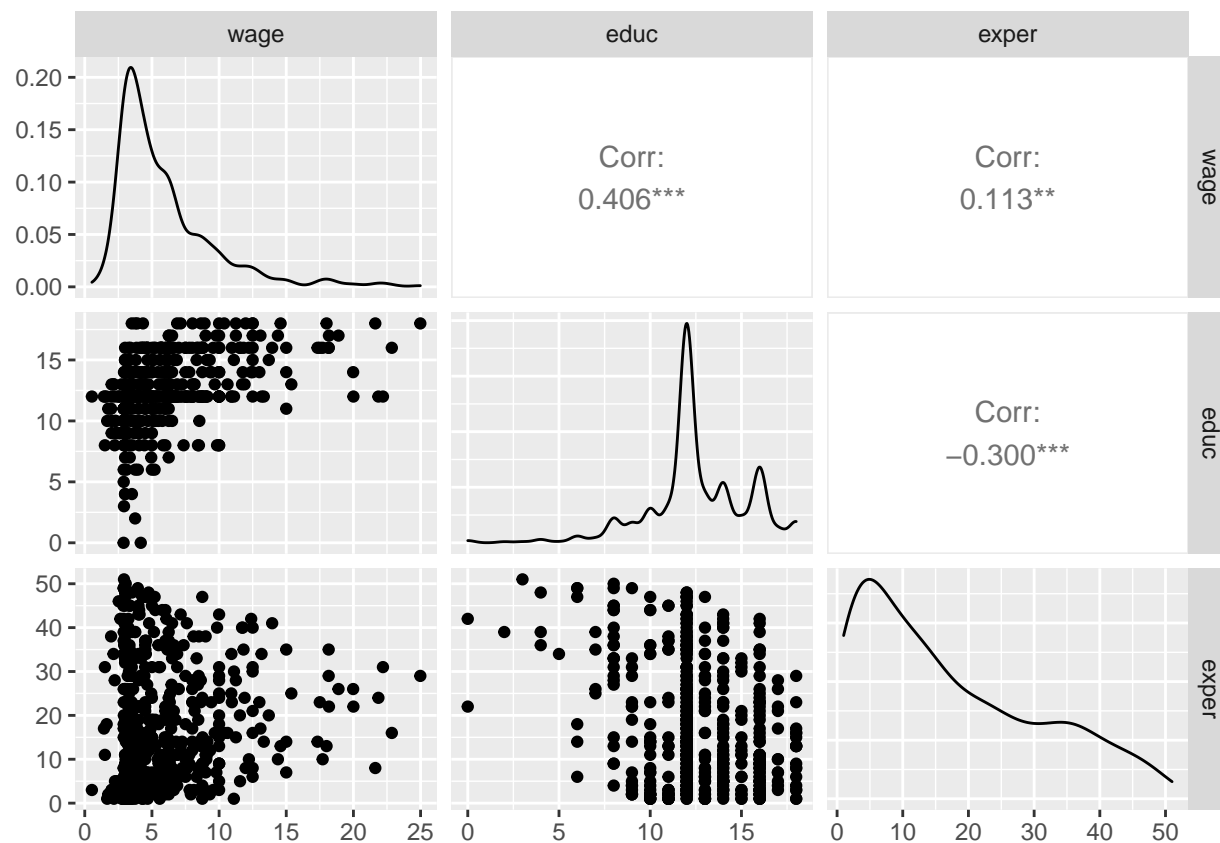 wage educ exper
0.20
0.15
0.10
0.05
0.00
Corr:
0.406***
Corr:
0.113**
wage
15
10
5
0
Corr:
−0.300***
educ
50
40
30
20
10
0
exper
0 5 10 15 20 25
0 5 10 15
0 10 20 30 40 50